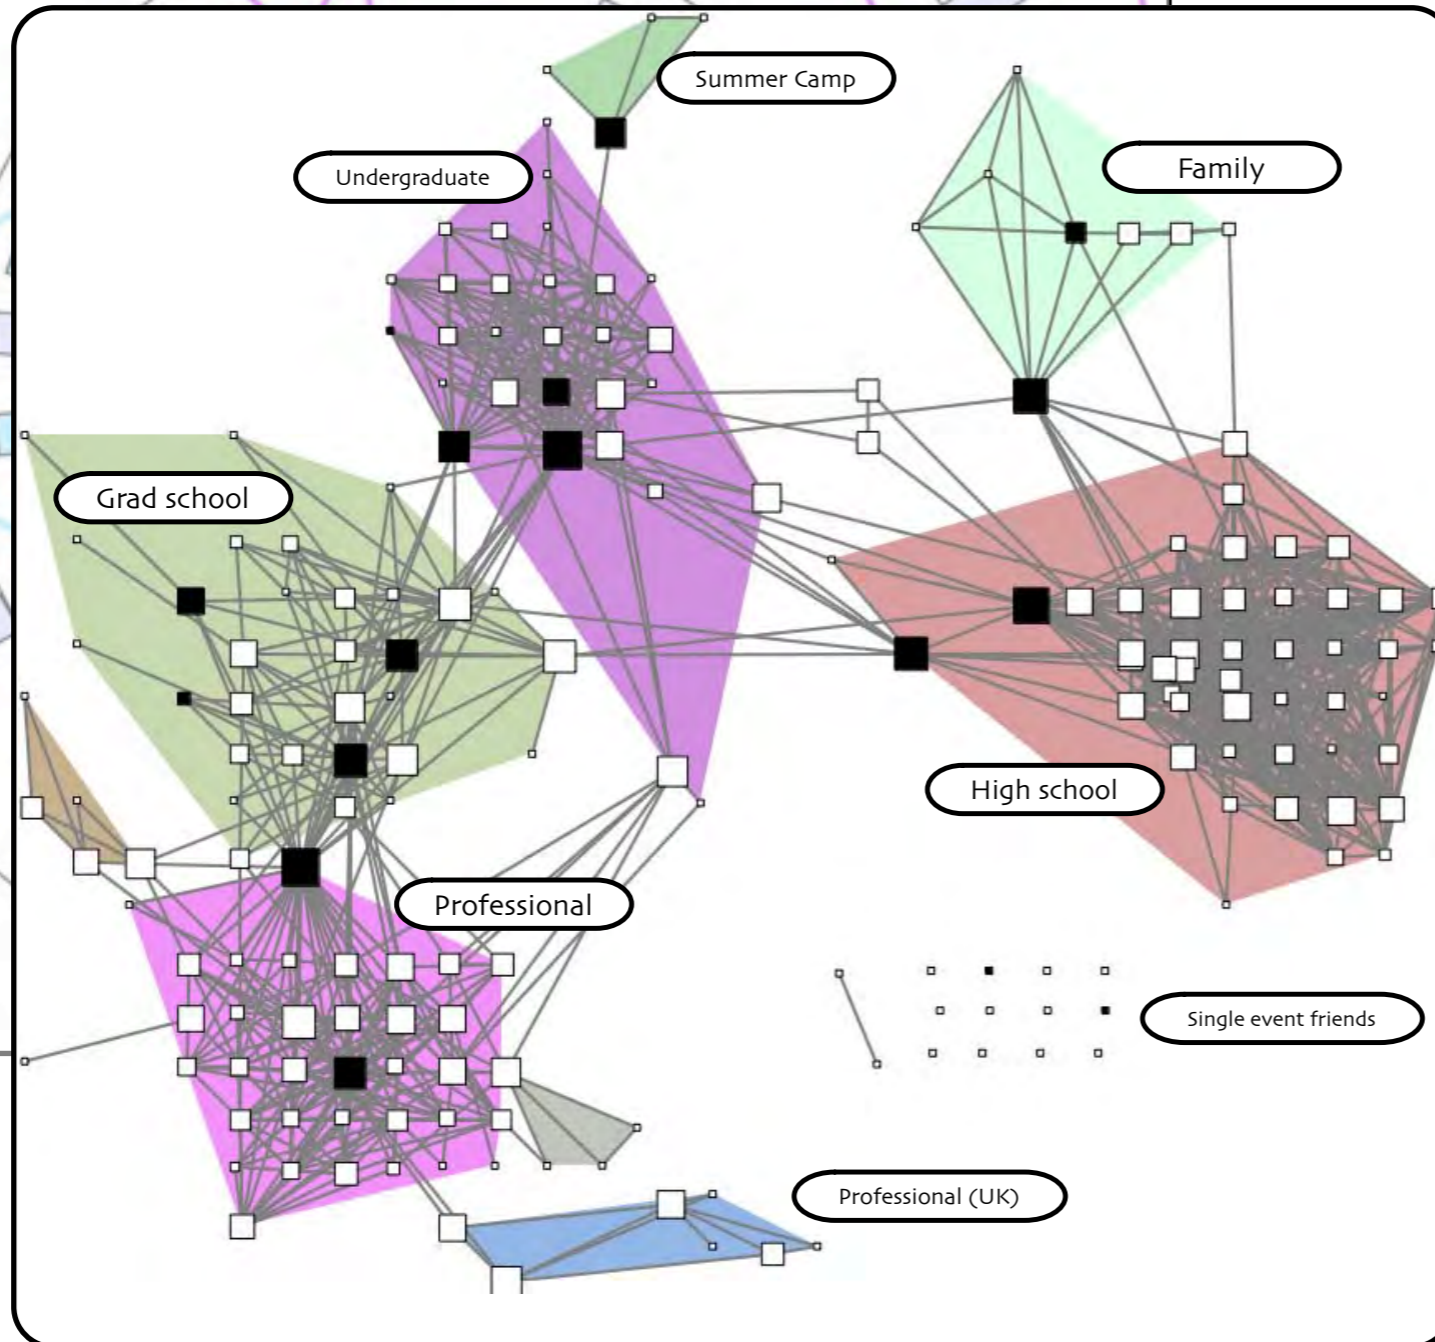 Summer Camp
Undergraduate
Family
Grad school
High school
Professional
Single event friends
Professional (UK)